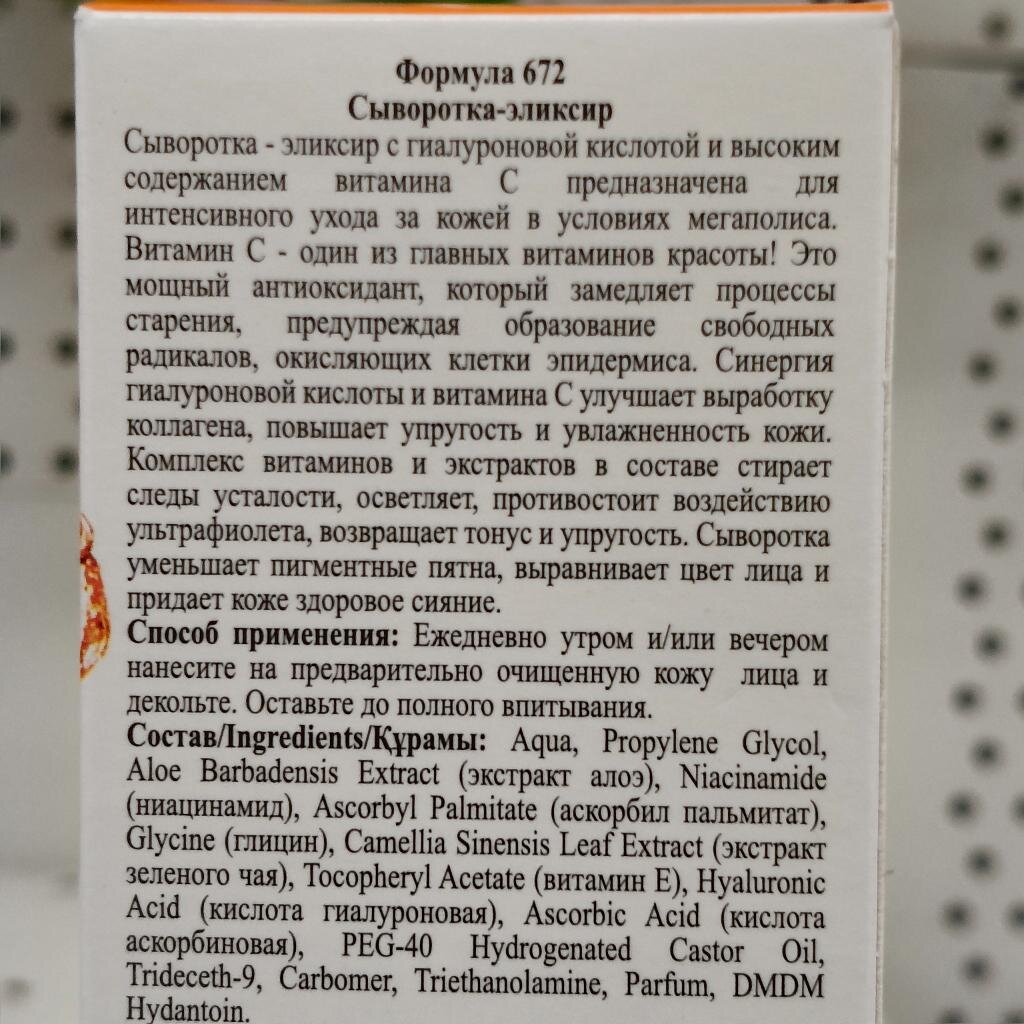 Формула 672
Сыворотка-эликсир
Сыворотка - эликсир с гиалуроновой кислотой и высоким
содержанием витамина С предназначена для
интенсивного ухода за кожей в условиях мегаполиса.
Витамин С - один из главных витаминов красоты! Это
мощный антиоксидант, который замедляет процессы
старения, предупреждая образование свободных
радикалов, окисляющих клетки эпидермиса. Синергия
гиалуроновой кислоты и витамина С улучшает выработку
коллагена, повышает упругость и увлажненность кожи.
Комплекс витаминов и экстрактов в составе стирает
следы усталости, осветляет, противостоит воздействию
ультрафиолета, возвращает тонус и упругость. Сыворотка
уменьшает пигментные пятна, выравнивает цвет лица и
придает коже здоровое сияние.
Способ применения: Ежедневно утром и/или вечером
нанесите на предварительно очищенную кожу лица и
декольте. Оставьте до полного впитывания.
Состав/Ingredients/Құрамы: Aqua, Propylene Glycol,
Aloe Barbadensis Extract (экстракт алоэ), Niacinamide
(ниацинамид), Ascorbyl Palmitate (аскорбил пальмитат),
Glycine (глицин), Camellia Sinensis Leaf Extract (экстракт
зеленого чая), Tocopheryl Acetate (витамин Е), Hyaluronic
Acid (кислота гиалуроновая), Ascorbic Acid (кислота
аскорбиновая), PEG-40 Hydrogenated Castor Oil,
Trideceth-9, Carbomer, Triethanolamine, Parfum, DMDM
Hydantoin.